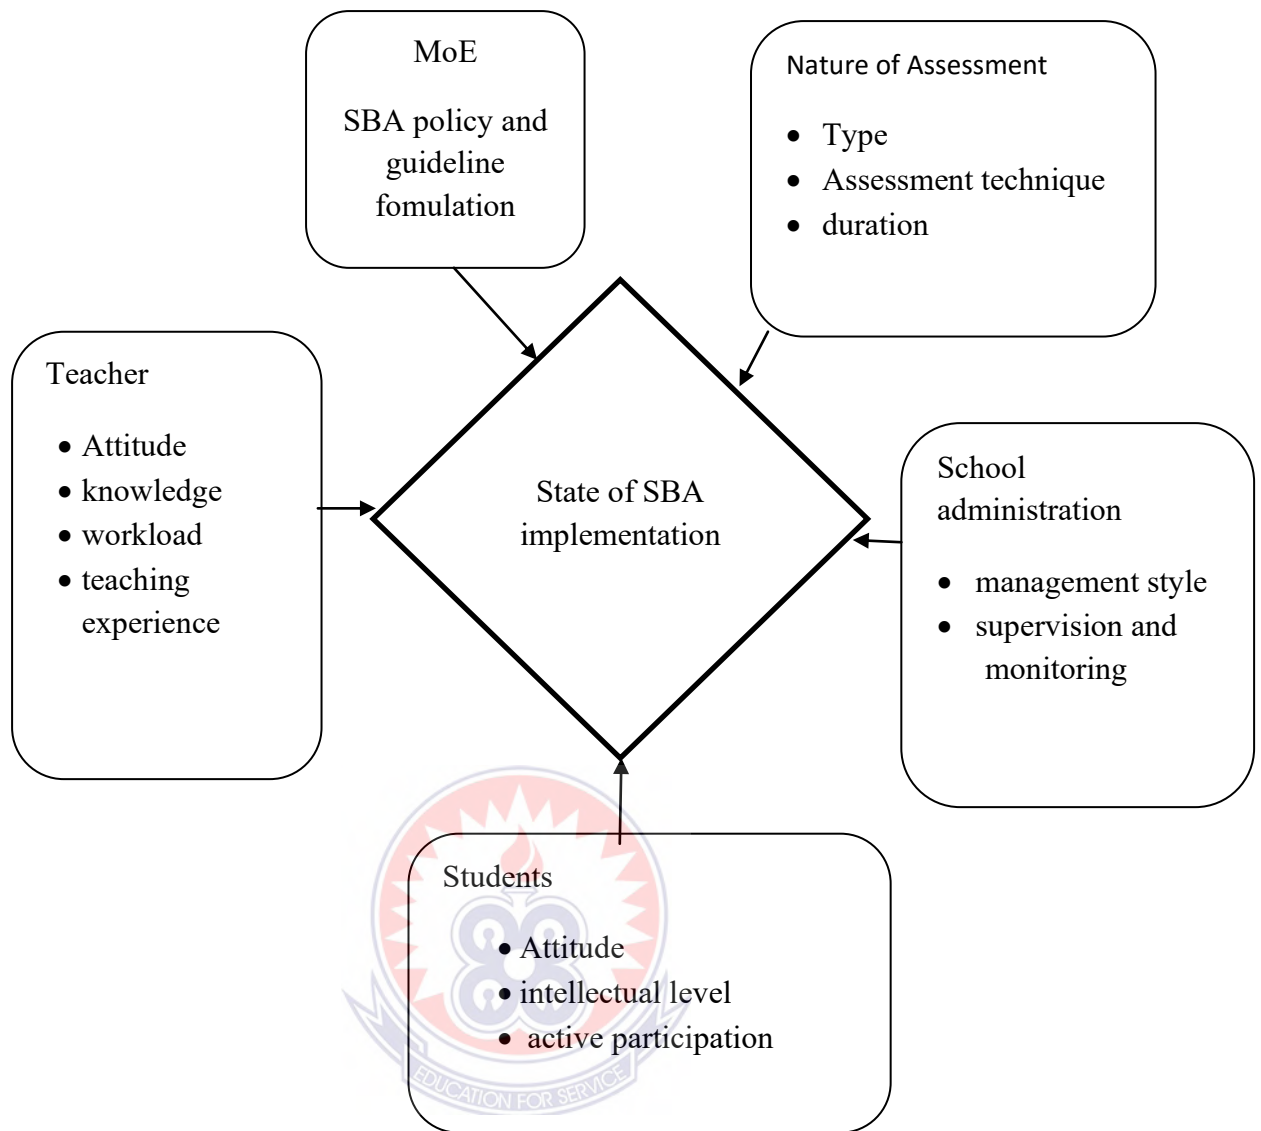 MoE
SBA policy and
guideline
fomulation
Nature of Assessment
• Type
• Assessment technique
• duration
Teacher
• Attitude
• knowledge
• workload
• teaching
experience
State of SBA
implementation
School
administration
• management style
• supervision and
monitoring
Students
• Attitude
• intellectual level
• active participation
EDUCATION FOR SERVICE